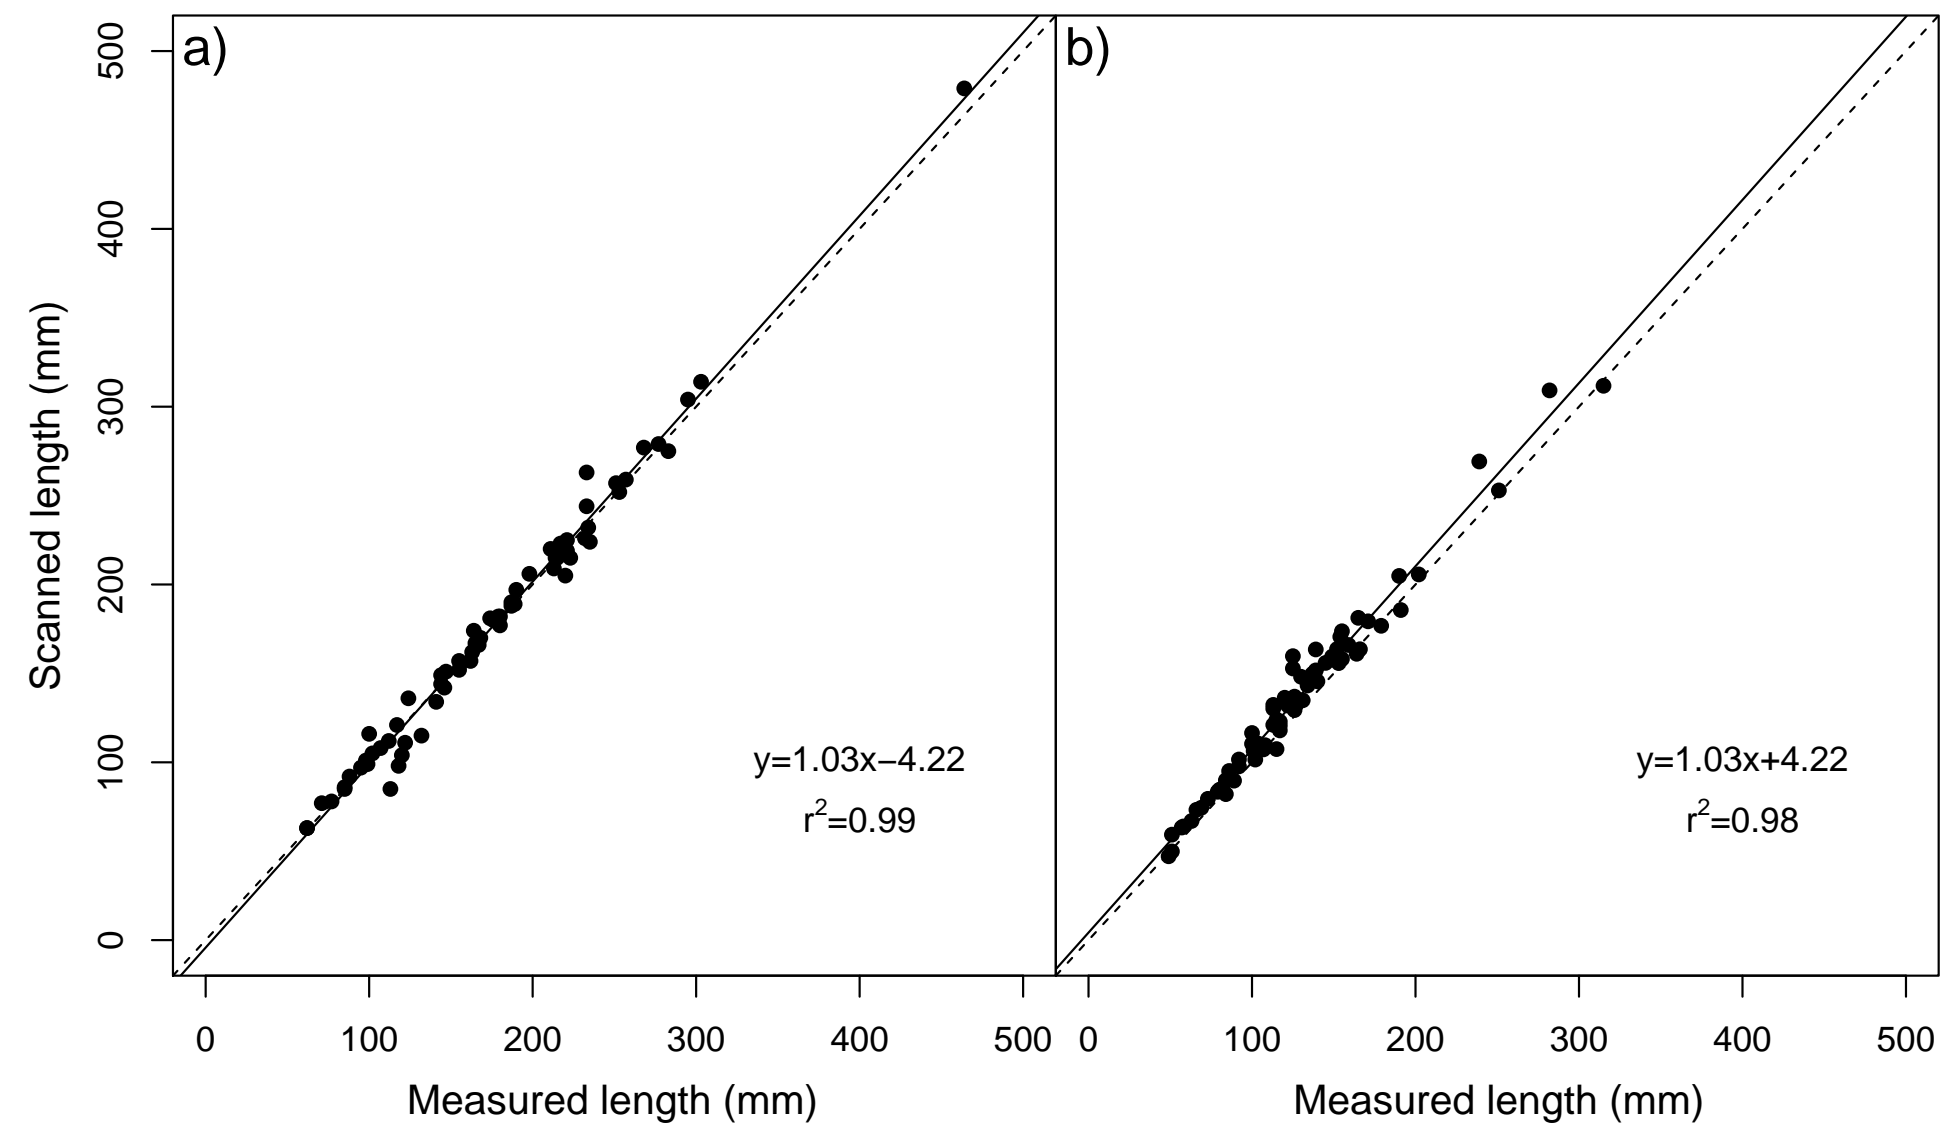 a)
b)
Scanned length (mm)
500
400
300
200
100
0
y=1.03x−4.22
r²=0.99
y=1.03x+4.22
r²=0.98
0 100 200 300 400 500
0 100 200 300 400 500
Measured length (mm)
Measured length (mm)